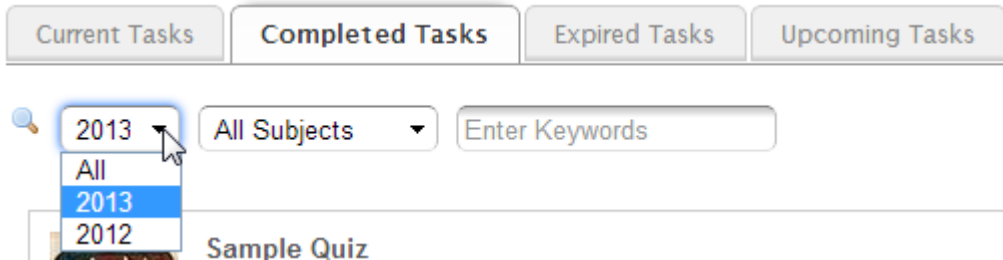 Current Tasks Completed Tasks Expired Tasks Upcoming Tasks
2013 All Subjects Enter Keywords
All
2013
2012
Sample Quiz